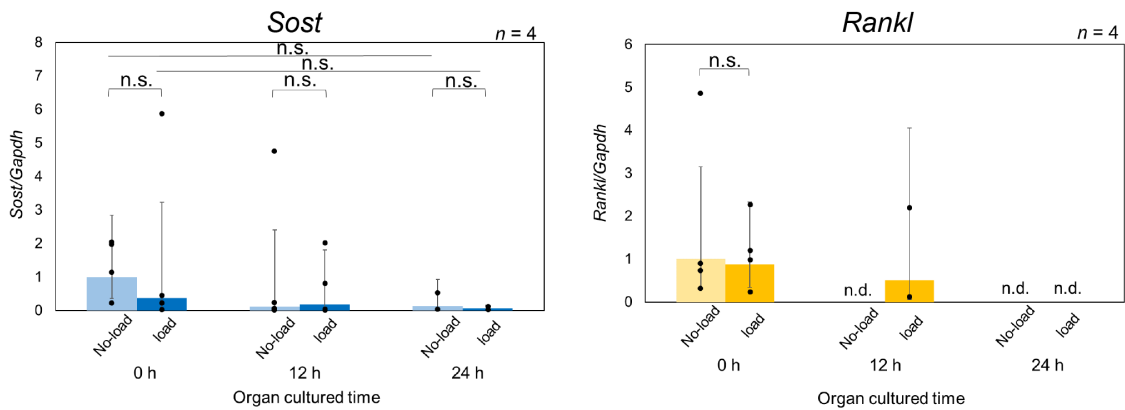 Sost
n = 4
8
7
6
5
4
3
2
1
0
Sost/Gapdh
n.s.
n.s.
n.s.
n.s.
n.s.
No-load
load
No-load
load
No-load
load
0 h
12 h
24 h
Organ cultured time
Rankl
n = 4
6
5
4
3
2
1
0
Rankl/Gapdh
n.s.
n.d.
n.d.
n.d.
No-load
load
No-load
load
No-load
load
0 h
12 h
24 h
Organ cultured time